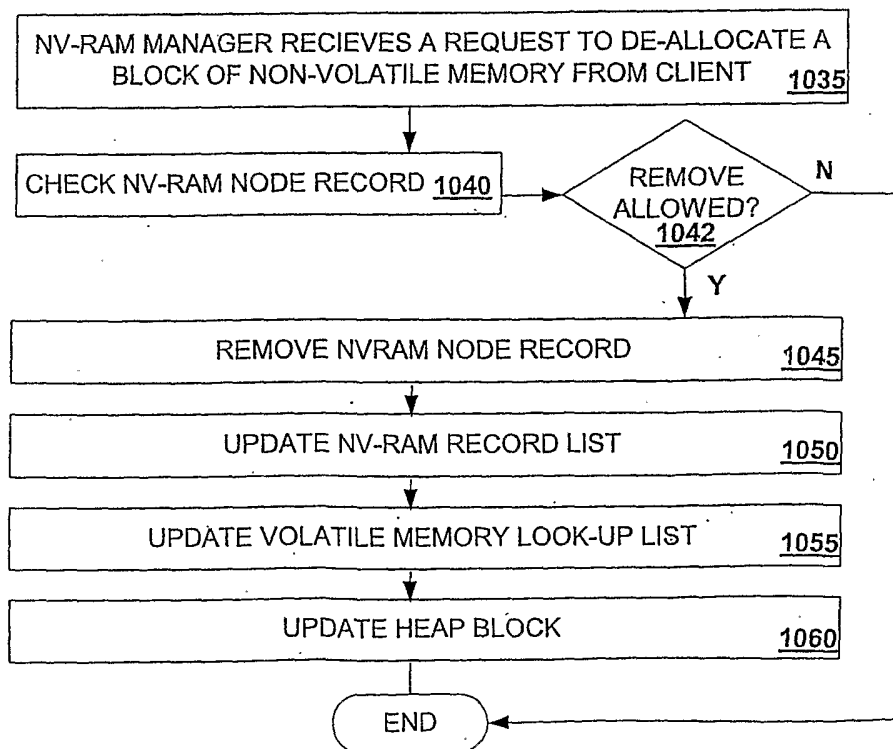 NV-RAM MANAGER RECIEVES A REQUEST TO DE-ALLOCATE A
BLOCK OF NON-VOLATILE MEMORY FROM CLIENT
1035
CHECK NV-RAM NODE RECORD 1040
REMOVE
ALLOWED?
1042
N
Y
REMOVE NVRAM NODE RECORD
1045
UPDATE NV-RAM RECORD LIST
1050
UPDATE VOLATILE MEMORY LOOK-UP LIST
1055
UPDATE HEAP BLOCK
1060
END